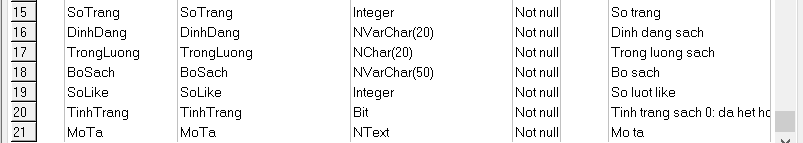 15 SoTrang SoTrang Integer Not null So trang
16 DinhDang DinhDang NVarChar(20) Not null Dinh dang sach
17 TrongLuong TrongLuong NChar(20) Not null Trong luong sach
18 BoSach BoSach NVarChar(50) Not null Bo sach
19 SoLike SoLike Integer Not null So luot like
20 TinhTrang TinhTrang Bit Not null Tinh trang sach 0: da het
21 MoTa MoTa NText Not null Mo ta